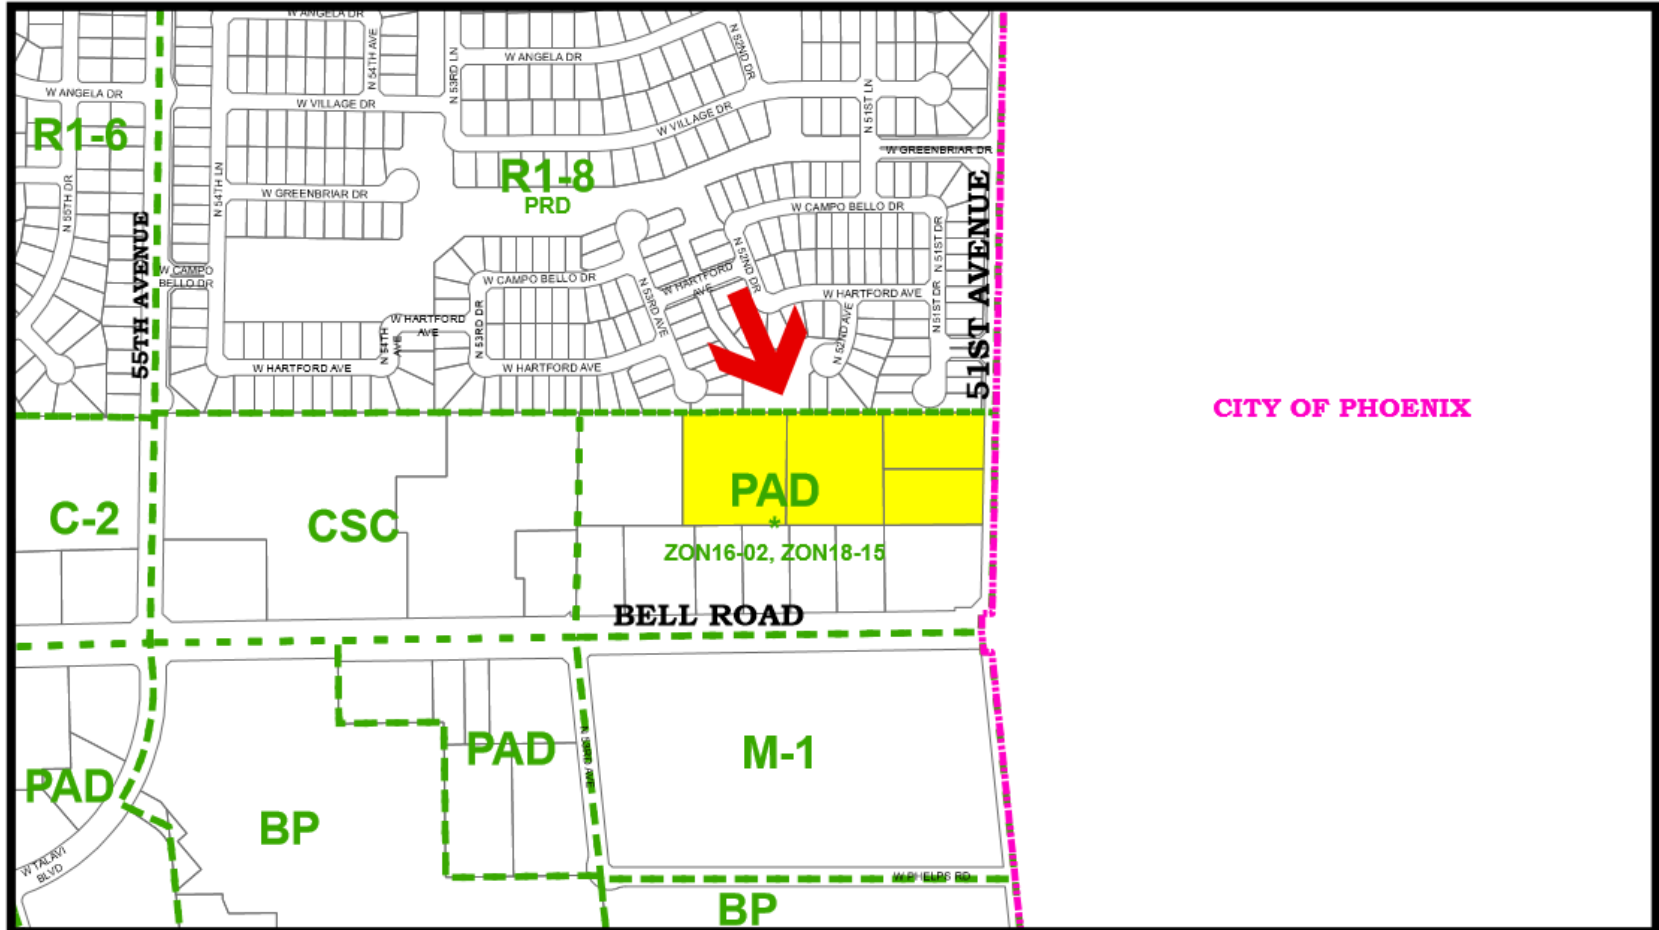 W ANGELA DR
N 54TH AVE
N 53RD LN
W ANGELA DR
N 52ND DR
W ANGELA DR
W VILLAGE DR
W VILLAGE DR
N 51ST LN
R1-6
W GREENBRIAR DR
R1-8
PRD
N 55TH DR
N 54TH LN
W GREENBRIAR DR
W CAMPO BELLO DR
51ST AVENUE
55TH AVENUE
N 52ND DR
N 51ST DR
W CAMPO
BELLO DR
W CAMPO BELLO DR
W HARTFORD
AVE
W HARTFORD AVE
N 53RD AVE
N 51ST DR
W HARTFORD
AVE
N 54TH
AVE
N 53RD DR
N 52ND AVE
W HARTFORD AVE
W HARTFORD AVE
CITY OF PHOENIX
C-2
CSC
PAD
*
ZON16-02, ZON18-15
BELL ROAD
PAD
PAD
M-1
BP
W TALAVI
BLVD
W PHELPS RD
BP